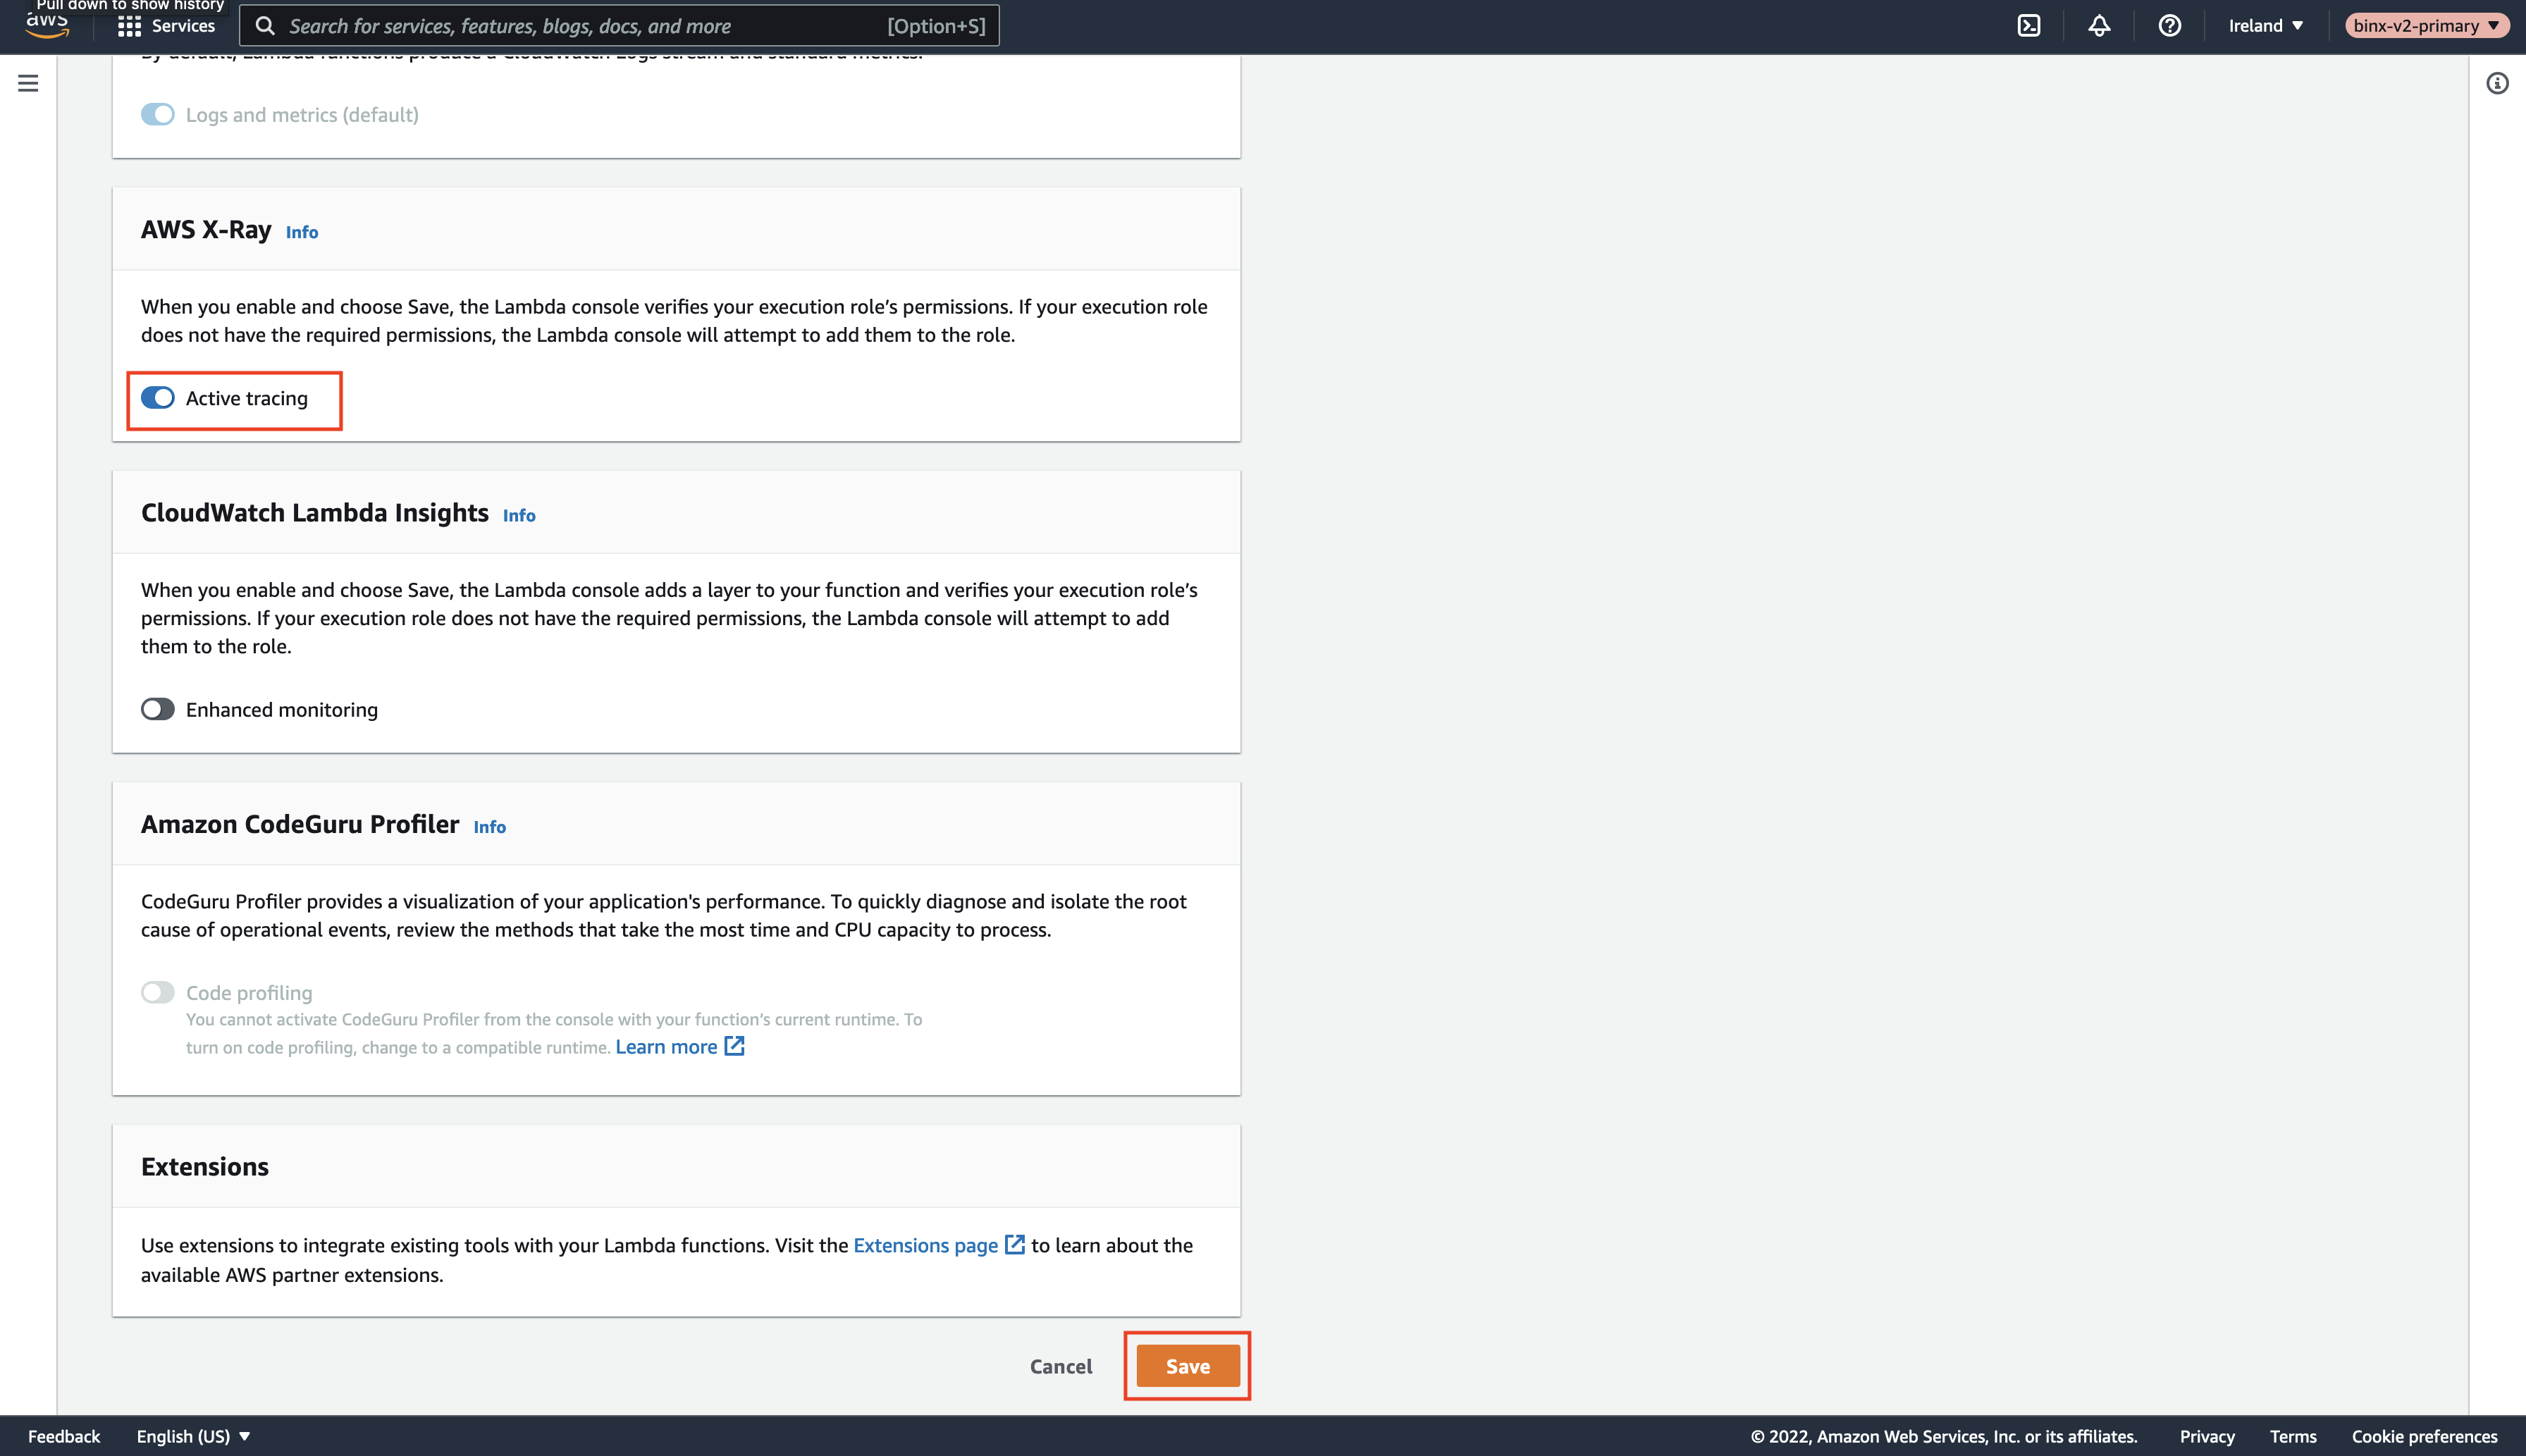 Pull down to show history
aws
Services
Search for services, features, blogs, docs, and more
[Option+S]
Ireland
binx-v2-primary
By default, Lambda functions produce a CloudWatch Logs stream and standard metrics.
Logs and metrics (default)
AWS X-Ray Info
When you enable and choose Save, the Lambda console verifies your execution role’s permissions. If your execution role
does not have the required permissions, the Lambda console will attempt to add them to the role.
Active tracing
CloudWatch Lambda Insights Info
When you enable and choose Save, the Lambda console adds a layer to your function and verifies your execution role’s
permissions. If your execution role does not have the required permissions, the Lambda console will attempt to add
them to the role.
Enhanced monitoring
Amazon CodeGuru Profiler Info
CodeGuru Profiler provides a visualization of your application's performance. To quickly diagnose and isolate the root
cause of operational events, review the methods that take the most time and CPU capacity to process.
Code profiling
You cannot activate CodeGuru Profiler from the console with your function’s current runtime. To
turn on code profiling, change to a compatible runtime. Learn more
Extensions
Use extensions to integrate existing tools with your Lambda functions. Visit the Extensions page to learn about the
available AWS partner extensions.
Cancel
Save
Feedback
English (US)
© 2022, Amazon Web Services, Inc. or its affiliates.
Privacy
Terms
Cookie preferences